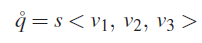 q̊ = s < v1, v2, v3 >